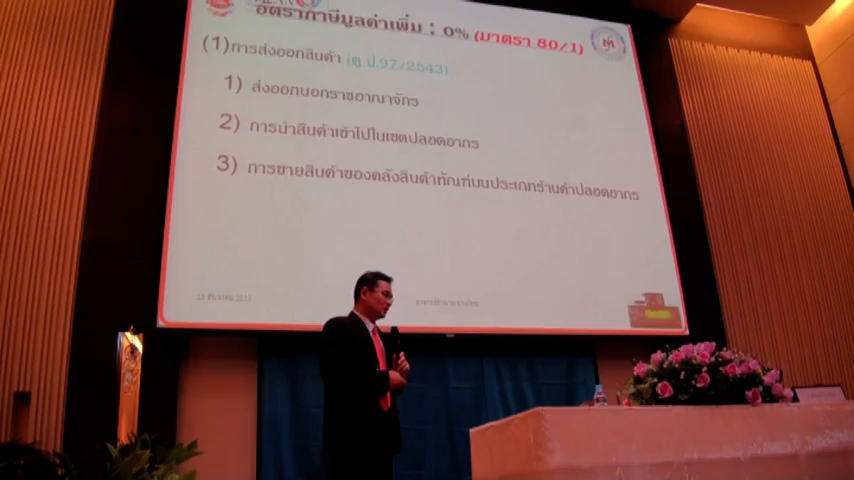 อัตราภาษีมูลค่าเพิ่ม : 0% (มาตรา 80/1)
(1)การส่งออกสินค้า (ดู ป.97/2543)
1) ส่งออกนอกราชอาณาจักร
2) การนำสินค้าเข้าไปในเขตปลอดอากร
3) การขายสินค้าของคลังสินค้าทัณฑ์บนประเภทร้านค้าปลอดอากร